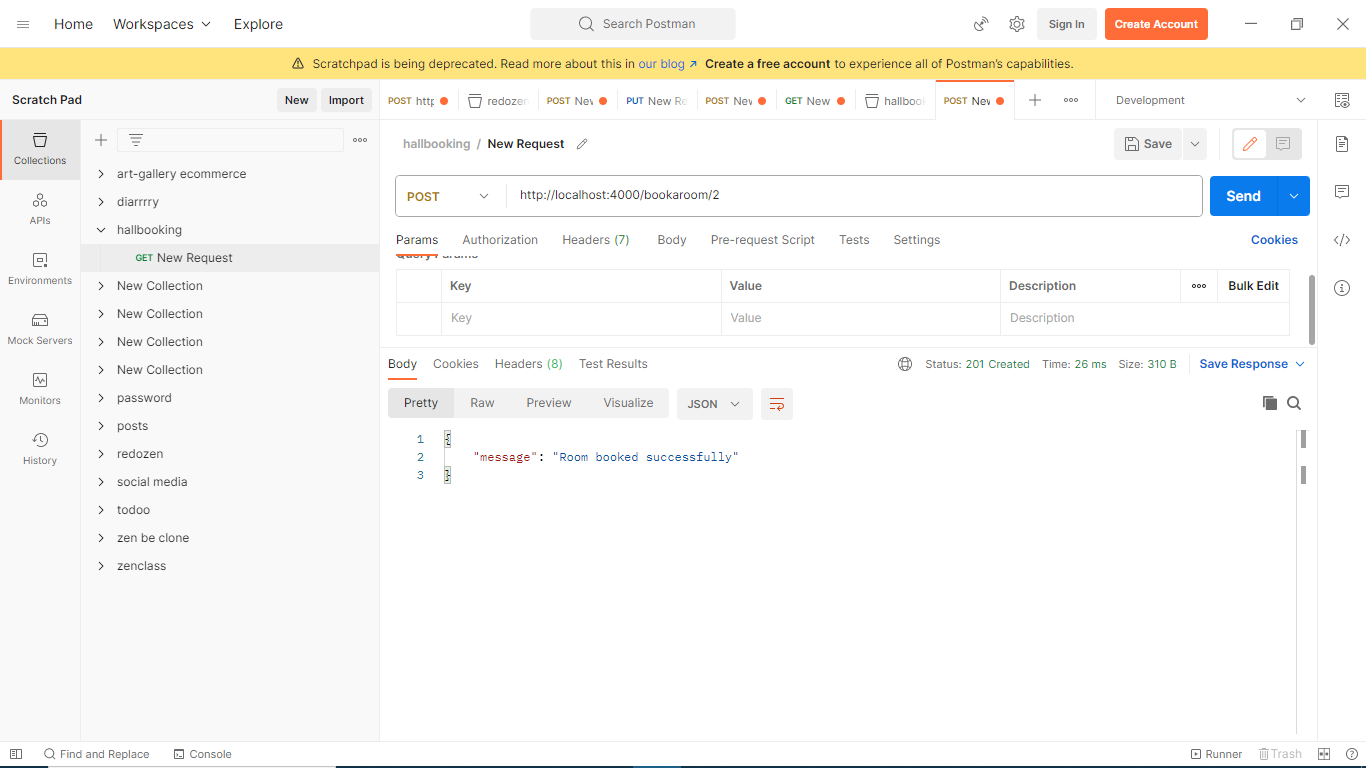 Home Workspaces Explore Search Postman Sign In Create Account
Scratchpad is being deprecated. Read more about this in our blog ↗ Create a free account to experience all of Postman's capabilities.
Scratch Pad New Import
POST http redozen POST New PUT New Re POST New GET New hallbook POST New Development
Collections
APIs
Environments
Mock Servers
Monitors
History
art-gallery ecommerce
diarrrry
hallbooking
GET New Request
New Collection
New Collection
New Collection
New Collection
password
posts
redozen
social media
todoo
zen be clone
zenclass
hallbooking / New Request Save
POST http://localhost:4000/bookaroom/2 Send
Params Authorization Headers (7) Body Pre-request Script Tests Settings Cookies
Query Params
Key Value Description Bulk Edit
Key Value Description
Body Cookies Headers (8) Test Results Status: 201 Created Time: 26 ms Size: 310 B Save Response
Pretty Raw Preview Visualize JSON
1 {
2 "message": "Room booked successfully"
3 }
Find and Replace Console Runner Trash